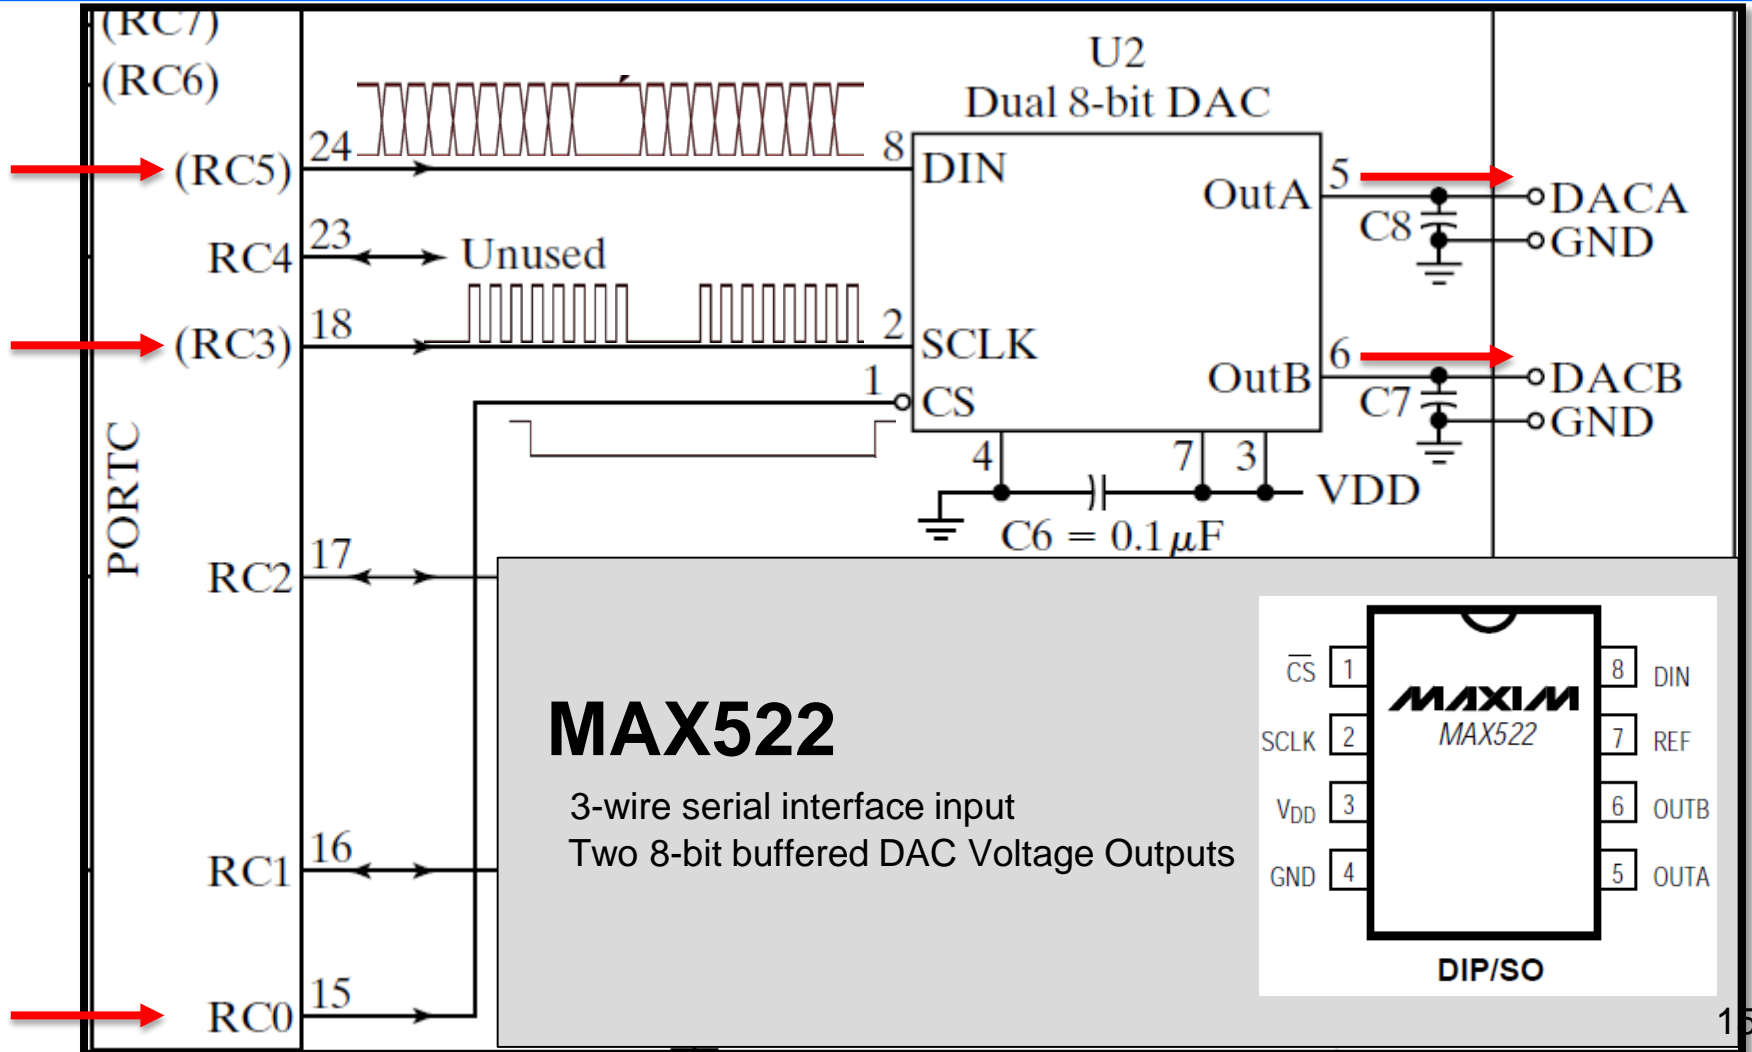 (RC7)
(RC6)
U2
Dual 8-bit DAC
(RC5)
24
8
DIN
OutA
5
DACA
C8
GND
RC4
23
Unused
(RC3)
18
2
SCLK
OutB
6
DACB
C7
GND
1
CS
4
7
3
VDD
C6 = 0.1 μF
PORTC
RC2
17
MAX522
3-wire serial interface input
Two 8-bit buffered DAC Voltage Outputs
CS 1
8 DIN
MAXIM
MAX522
SCLK 2
7 REF
VDD 3
6 OUTB
GND 4
5 OUTA
DIP/SO
RC1
16
RC0
15
15